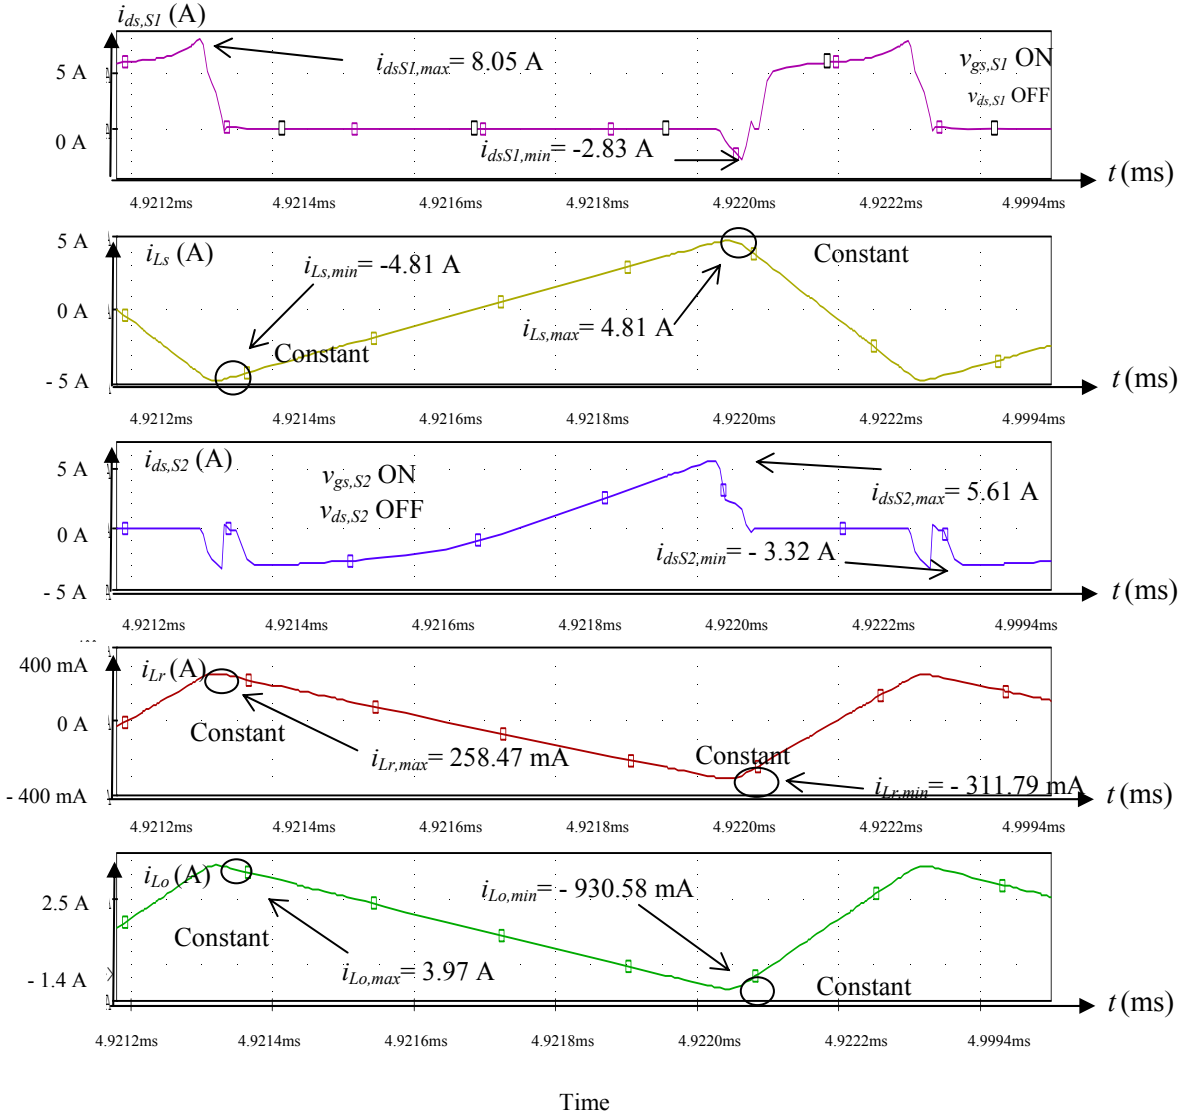 i_ds,S1 (A)
i_dsS1,max= 8.05 A
v_gs,S1 ON
5 A
v_ds,S1 OFF
0 A
i_dsS1,min= -2.83 A
t (ms)
4.9212ms 4.9214ms 4.9216ms 4.9218ms 4.9220ms 4.9222ms 4.9994ms
5 A
i_Ls (A)
i_Ls,min= -4.81 A
Constant
0 A
i_Ls,max= 4.81 A
Constant
- 5 A
t (ms)
4.9212ms 4.9214ms 4.9216ms 4.9218ms 4.9220ms 4.9222ms 4.9994ms
i_ds,S2 (A)
5 A
v_gs,S2 ON
i_dsS2,max= 5.61 A
v_ds,S2 OFF
0 A
i_dsS2,min= - 3.32 A
- 5 A
t (ms)
4.9212ms 4.9214ms 4.9216ms 4.9218ms 4.9220ms 4.9222ms 4.9994ms
400 mA
i_Lr (A)
0 A
Constant
i_Lr,max= 258.47 mA
Constant
i_Lr,min= - 311.79 mA
- 400 mA
t (ms)
4.9212ms 4.9214ms 4.9216ms 4.9218ms 4.9220ms 4.9222ms 4.9994ms
i_Lo (A)
i_Lo,min= - 930.58 mA
2.5 A
Constant
i_Lo,max= 3.97 A
- 1.4 A
Constant
t (ms)
4.9212ms 4.9214ms 4.9216ms 4.9218ms 4.9220ms 4.9222ms 4.9994ms
Time